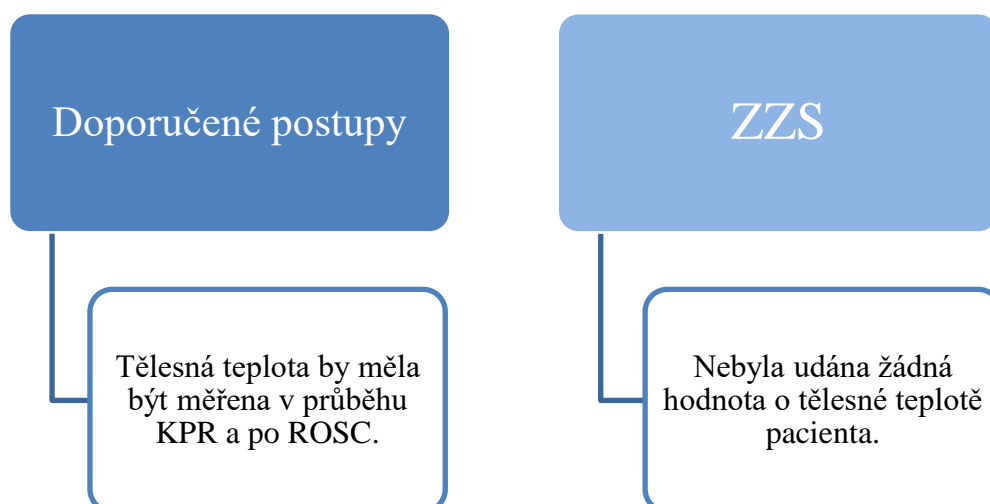 Doporučené postupy
Tělesná teplota by měla
být měřena v průběhu
KPR a po ROSC.
ZZS
Nebyla udána žádná
hodnota o tělesné teplotě
pacienta.